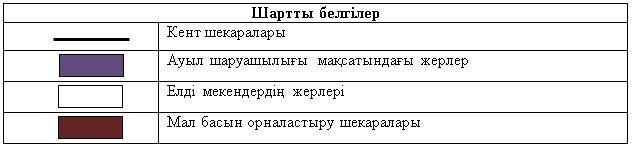 Шартты белгілер
Кент шекаралары
Ауыл шаруашылығы мақсатындағы жерлер
Елді мекендердің жерлері
Мал басын орналастыру шекаралары